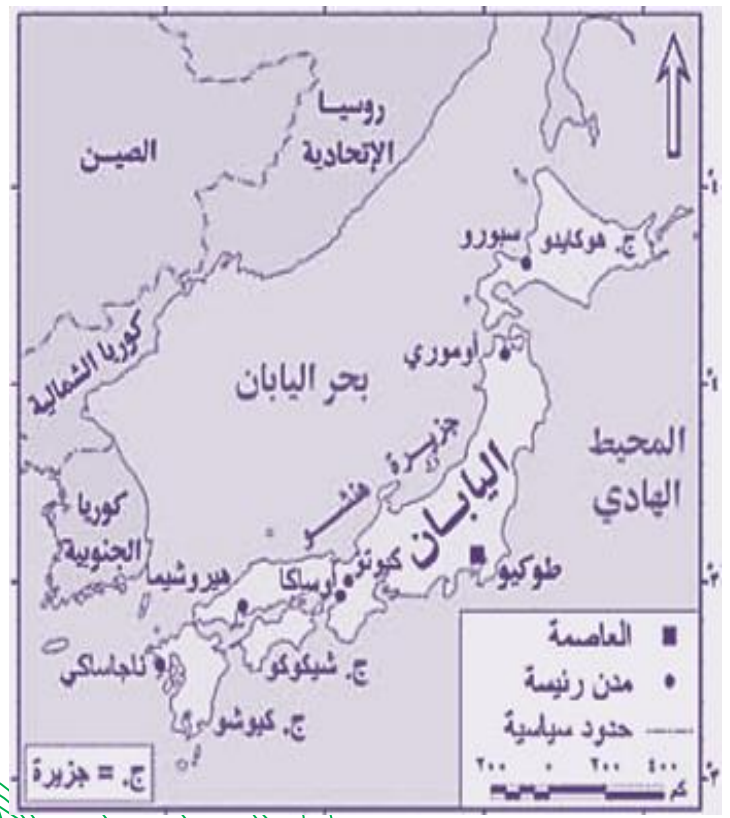 روسيا
الإتحادية
الصين
ج. هوكايدو
سبورو
أوموري
كوريا الشمالية
بحر اليابان
المحيط
الهادي
جزيرة هنشو
اليابان
كوريا
الجنوبية
كيوتو
طوكيو
أوساكا
هيروشيما
ناجاساكي
ج. شيكوكو
ج. كيوشو
العاصمة
مدن رئيسة
حدود سياسية
٤٠٠ ٢٠٠ ٠ ٢٠٠
كم
ج. = جزيرة